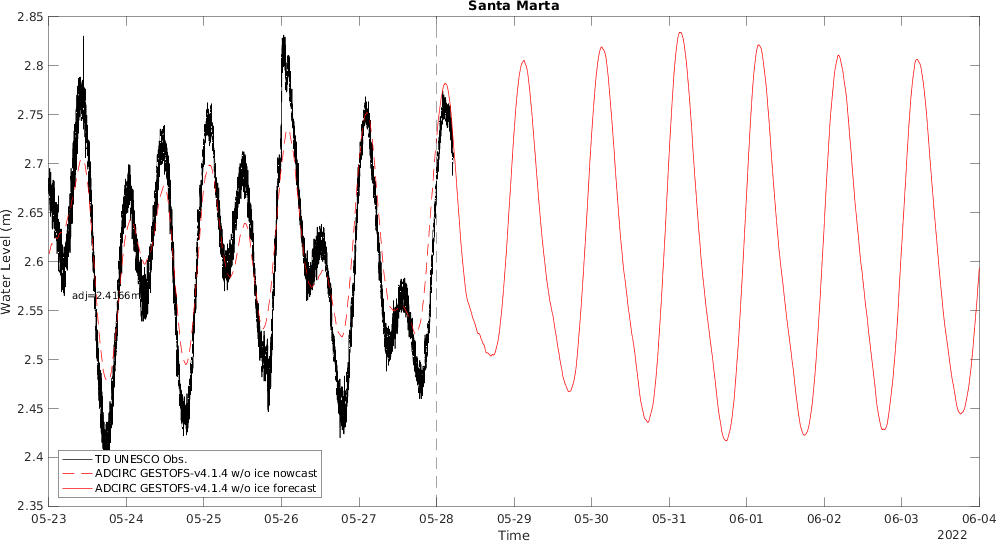 Santa Marta
2.85
2.8
2.75
2.7
2.65
2.6
2.55
2.5
2.45
2.4
2.35
Water Level (m)
adj=2.4166m
TD UNESCO Obs.
ADCIRC GESTOFS-v4.1.4 w/o ice nowcast
ADCIRC GESTOFS-v4.1.4 w/o ice forecast
05-23 05-24 05-25 05-26 05-27 05-28 05-29 05-30 05-31 06-01 06-02 06-03 06-04
Time
2022